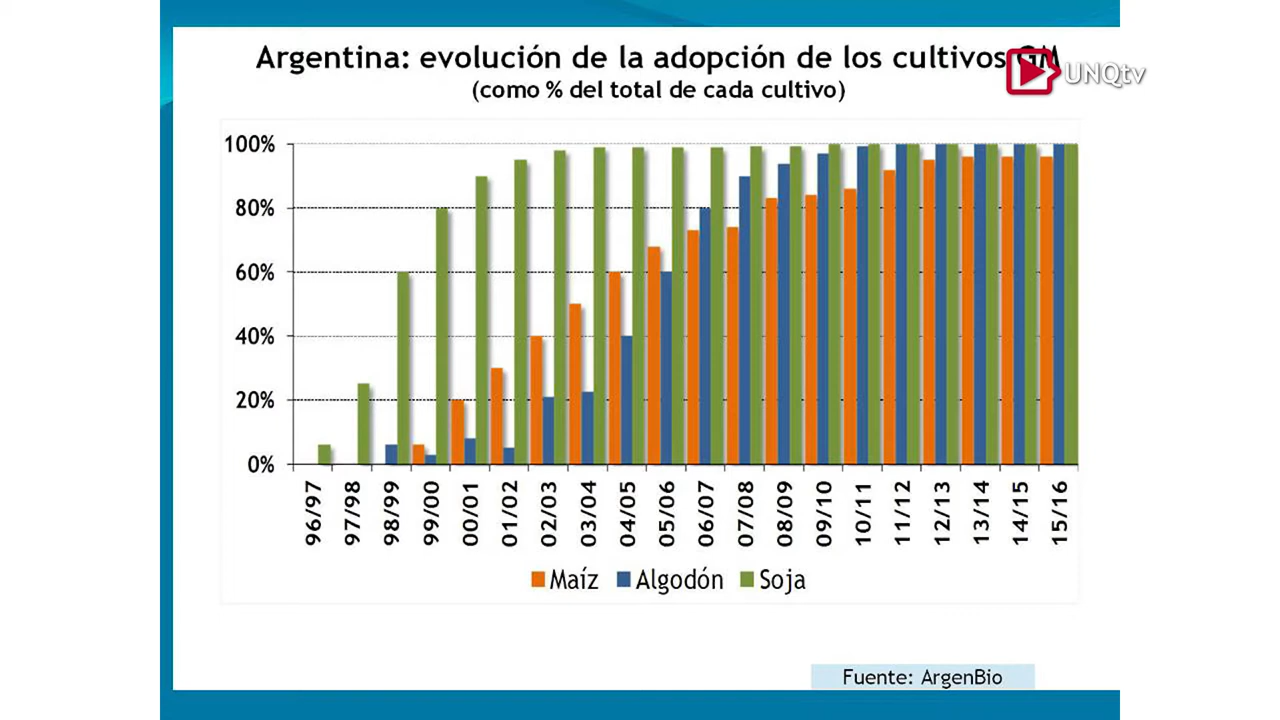 Argentina: evolución de la adopción de los cultivos GM
(como % del total de cada cultivo)
UNQtv
100%
80%
60%
40%
20%
0%
96/97 97/98 98/99 99/00 00/01 01/02 02/03 03/04 04/05 05/06 06/07 07/08 08/09 09/10 10/11 11/12 12/13 13/14 14/15 15/16
Maíz Algodón Soja
Fuente: ArgenBio